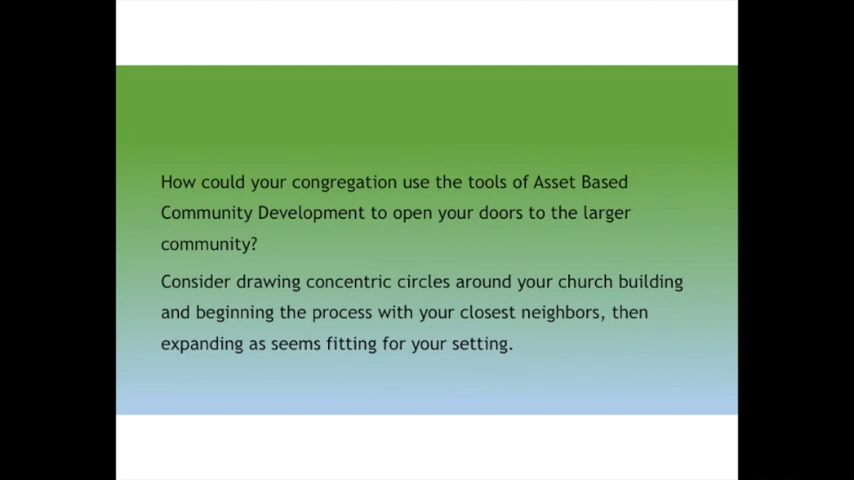 How could your congregation use the tools of Asset Based
Community Development to open your doors to the larger
community?
Consider drawing concentric circles around your church building
and beginning the process with your closest neighbors, then
expanding as seems fitting for your setting.